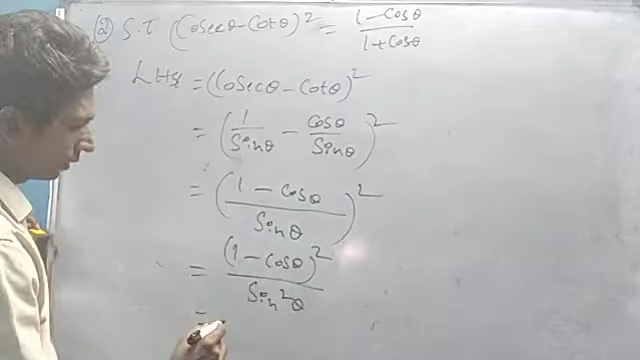 ② S.T (Cosecθ - Cotθ)² = (1 - Cosθ)/(1 + Cosθ)
LHS = (Cosecθ - Cotθ)²
= (1/Sinθ - Cosθ/Sinθ)²
= ((1 - Cosθ)/Sinθ)²
= (1 - Cosθ)²/Sin²θ
=